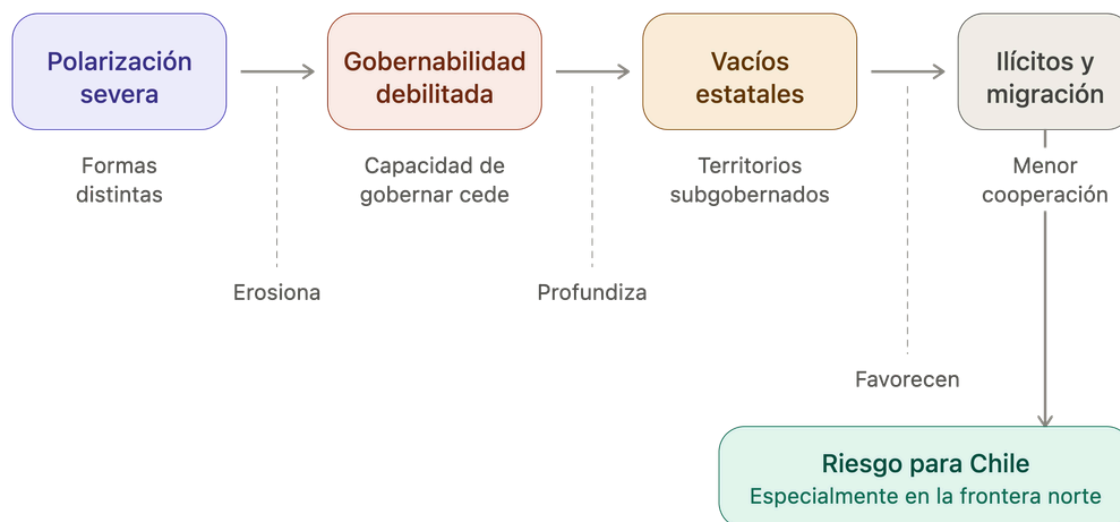 Polarización
severa
Gobernabilidad
debilitada
Vacíos
estatales
Ilícitos y
migración
Formas
distintas
Capacidad de
gobernar cede
Territorios
subgobernados
Menor
cooperación
Erosiona
Profundiza
Favorecen
Riesgo para Chile
Especialmente en la frontera norte